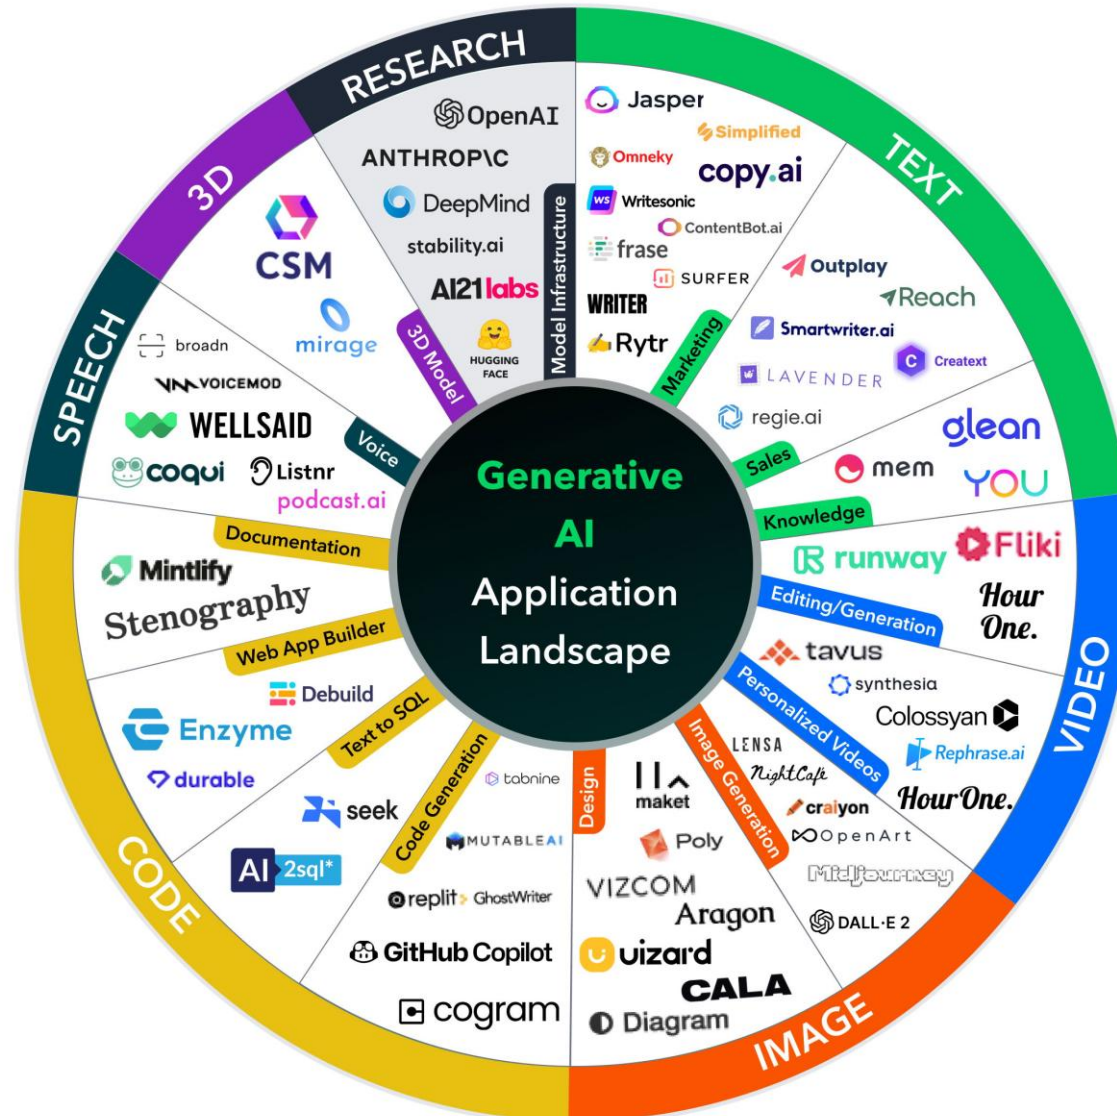 Generative
AI
Application
Landscape
RESEARCH
Model Infrastructure
OpenAI
ANTHROP\C
DeepMind
stability.ai
AI21labs
HUGGING
FACE
TEXT
Marketing
Jasper
Simplified
Omneky
copy.ai
WS Writesonic
ContentBot.ai
frase
SURFER
WRITER
Rytr
Sales
Outplay
Reach
Smartwriter.ai
C Creatext
LAVENDER
regie.ai
Knowledge
glean
mem
YOU
VIDEO
Editing/Generation
runway
Fliki
Hour
One.
Personalized Videos
tavus
synthesia
Colossyan
Rephrase.ai
HourOne.
IMAGE
Image Generation
LENSA
NightCafé
craiyon
OpenArt
Midjourney
DALL·E 2
Design
maket
Poly
VIZCOM
Aragon
uizard
CALA
Diagram
CODE
Code Generation
tabnine
MUTABLEAI
replit GhostWriter
GitHub Copilot
cogram
Text to SQL
seek
AI 2sql*
Web App Builder
Debuild
Enzyme
durable
Documentation
Mintlify
Stenography
SPEECH
Voice
broadn
VOICEMOD
WELLSAID
coqui
Listnr
podcast.ai
3D
3D Model
CSM
mirage